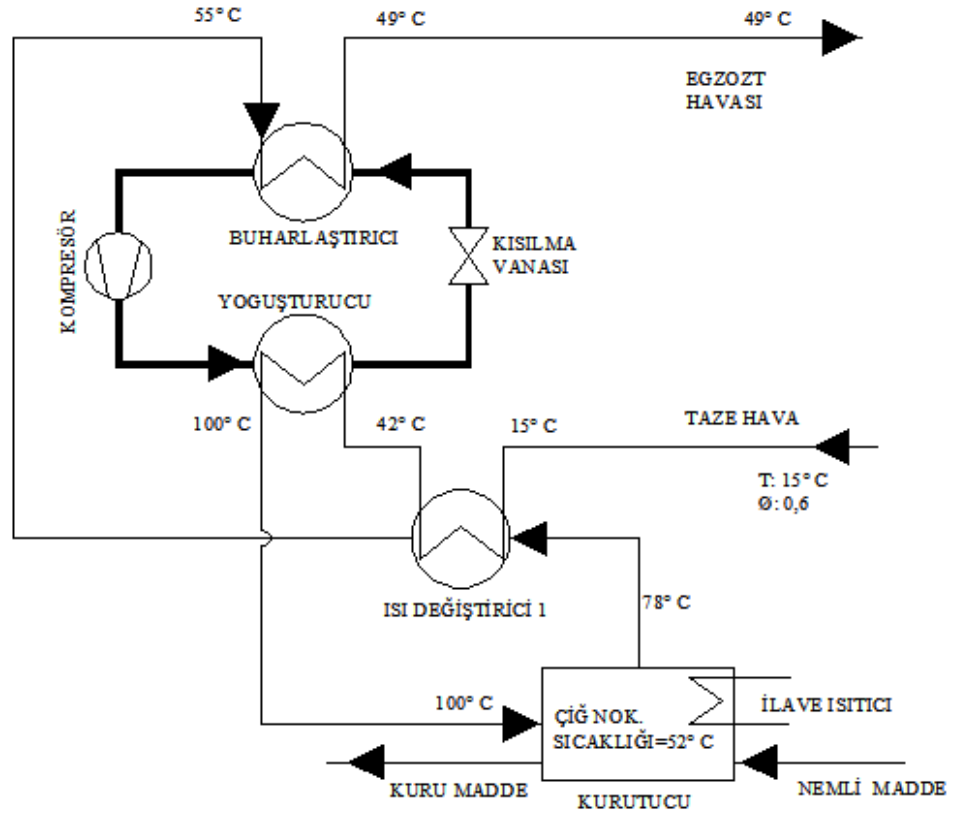 55° C
49° C
49° C
EGZOZT
HAVASI
KOMPRESÖR
BUHARLAŞTIRICI
KISILMA
VANASI
YOGUŞTURUCU
100° C
42° C
15° C
TAZE HAVA
T: 15° C
Ø: 0,6
ISI DEĞİŞTİRİCİ 1
78° C
100° C
ÇİĞ NOK.
SICAKLIĞI=52° C
İLAVE ISITICI
KURU MADDE
KURUTUCU
NEMLİ MADDE